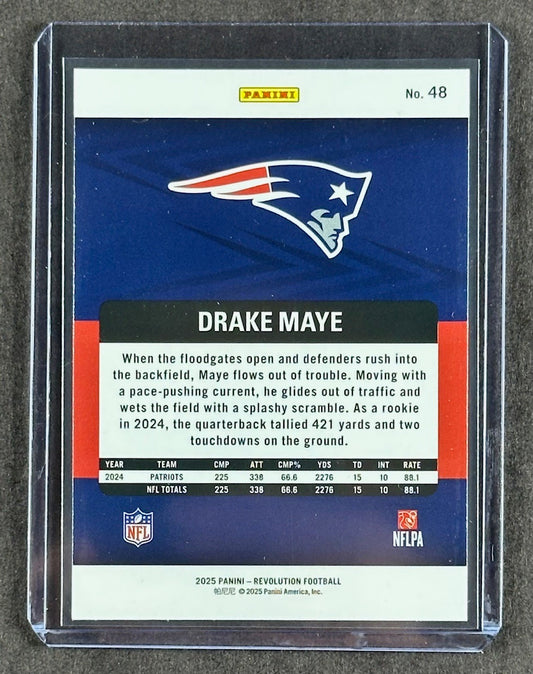 PANINI
No. 48
DRAKE MAYE
When the floodgates open and defenders rush into
the backfield, Maye flows out of trouble. Moving with
a pace-pushing current, he glides out of traffic and
wets the field with a splashy scramble. As a rookie
in 2024, the quarterback tallied 421 yards and two
touchdowns on the ground.
YEAR TEAM CMP ATT CMP% YDS TD INT RATE
2024 PATRIOTS 225 338 66.6 2276 15 10 88.1
NFL TOTALS 225 338 66.6 2276 15 10 88.1
NFL
NFLPA
2025 PANINI – REVOLUTION FOOTBALL
帕尼尼 © 2025 Panini America, Inc.